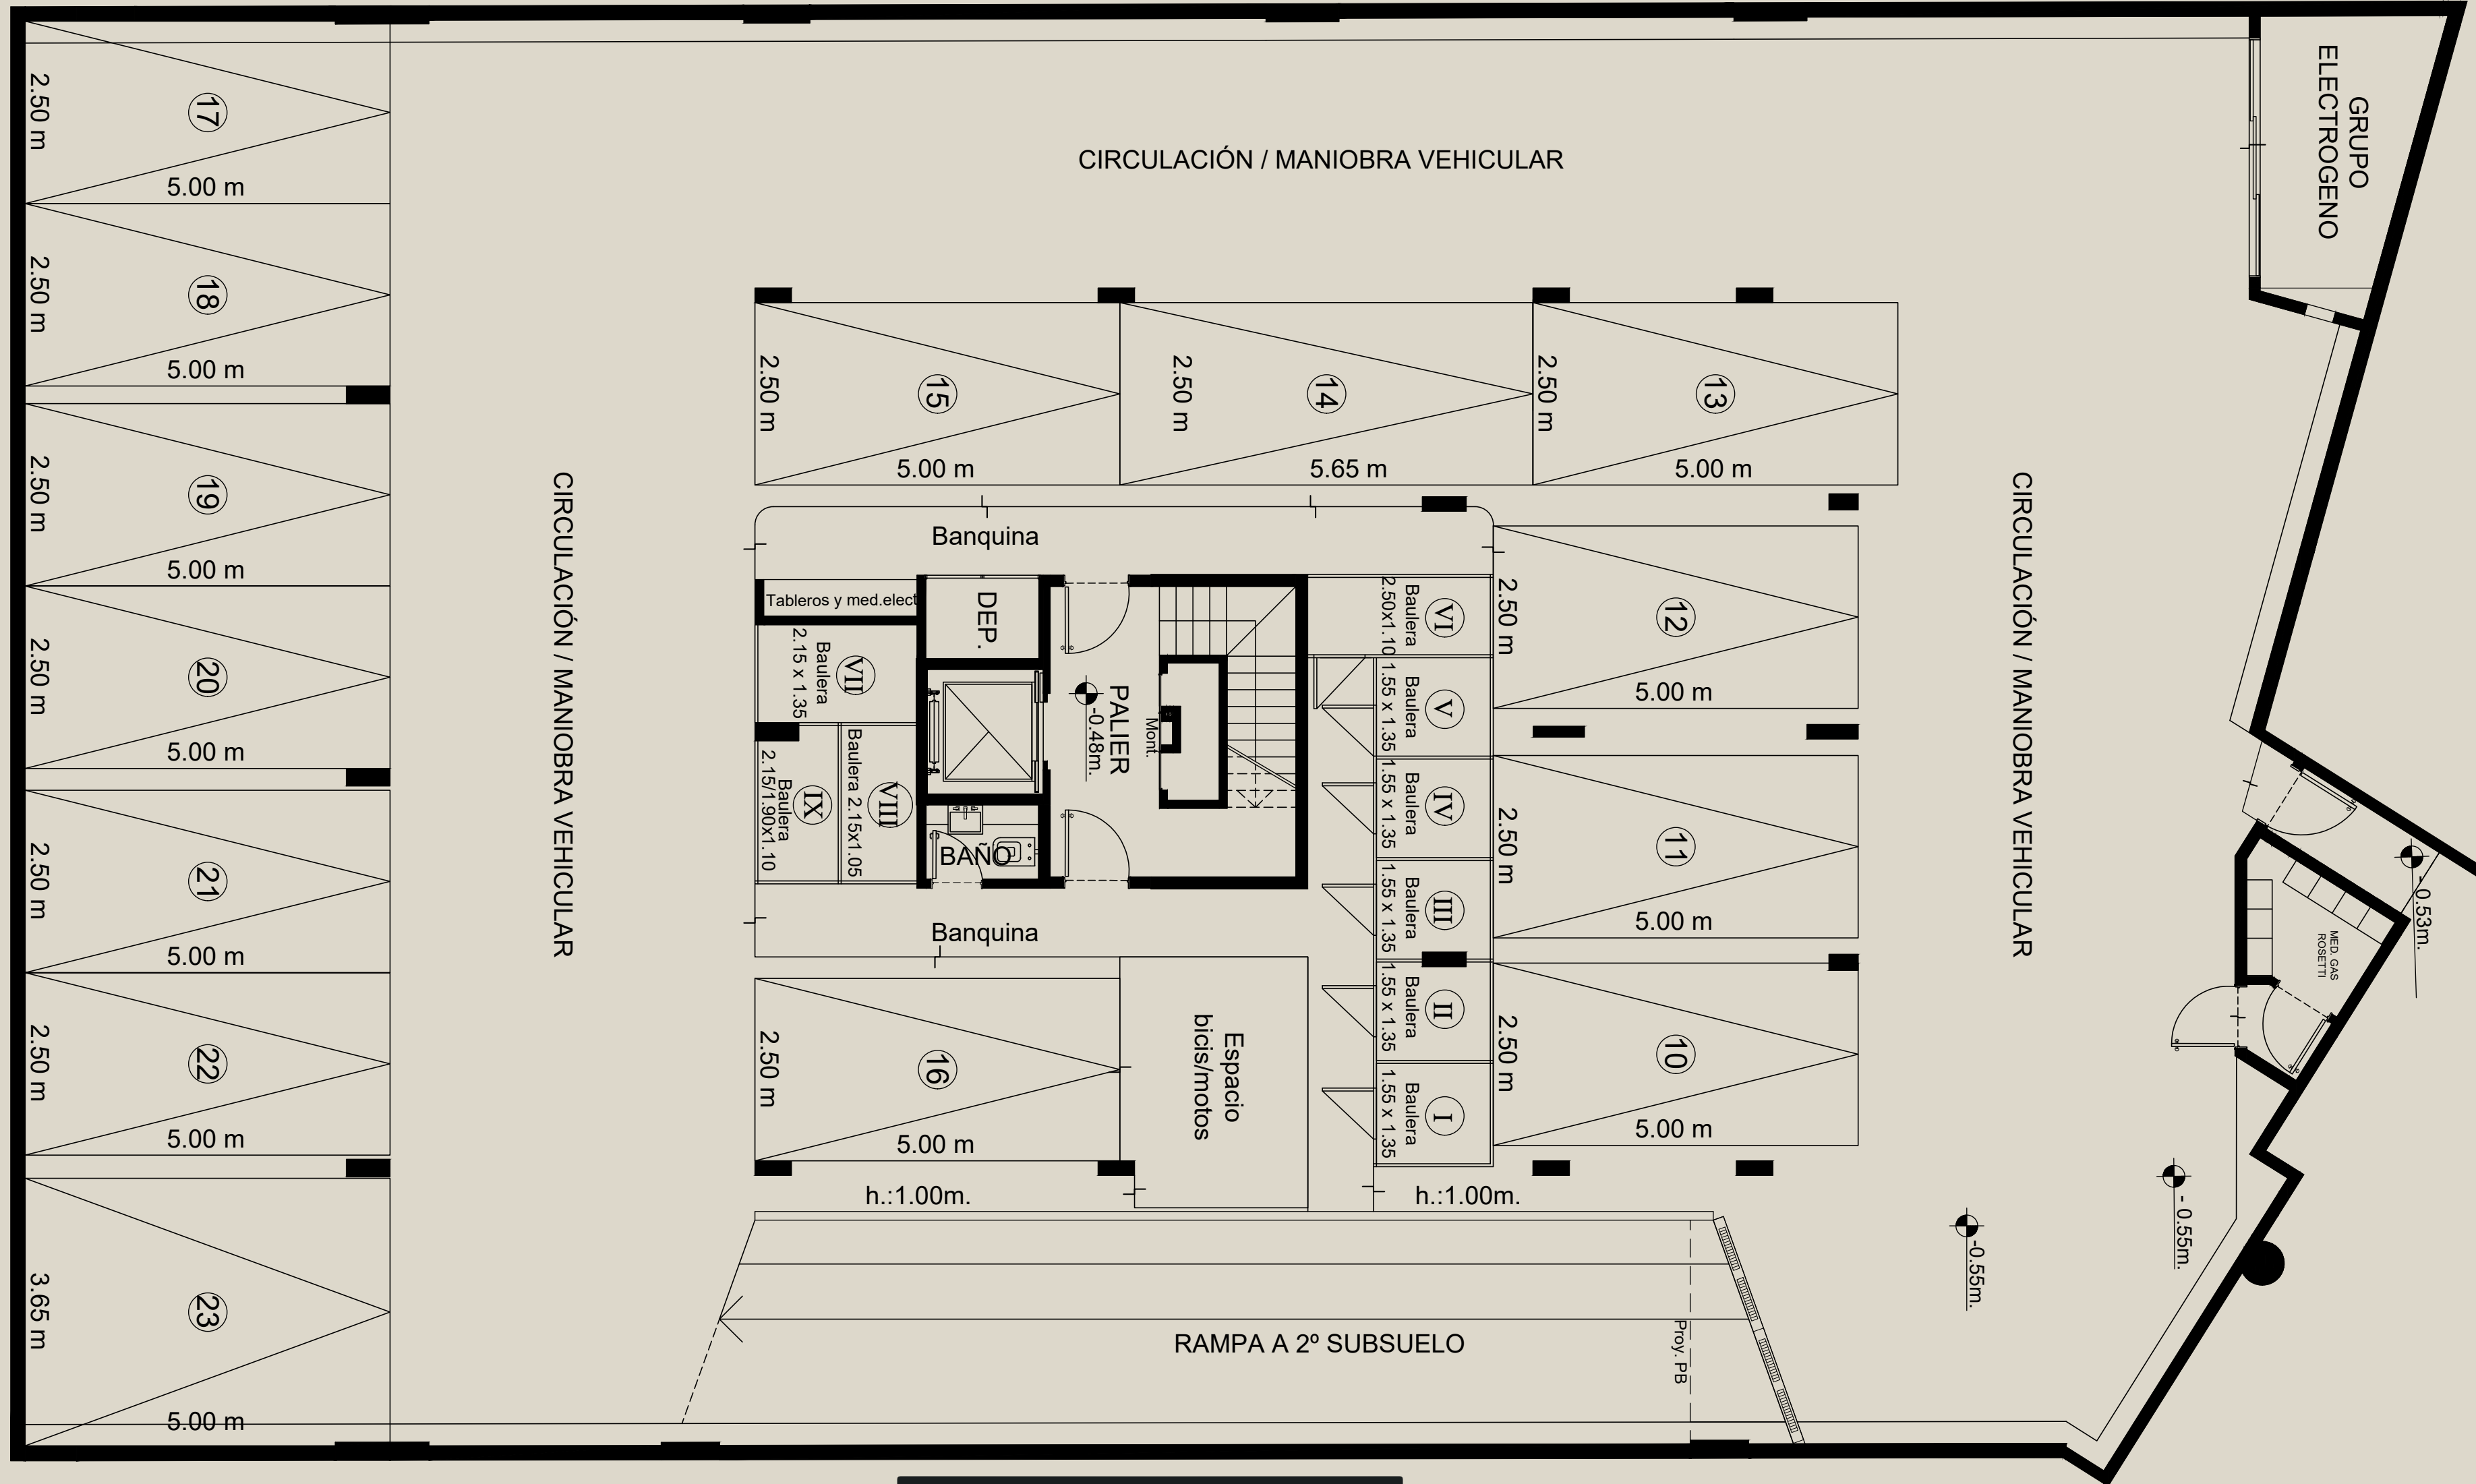 CIRCULACIÓN / MANIOBRA VEHICULAR
GRUPO
ELECTROGENO
17
2.50 m
5.00 m
18
2.50 m
5.00 m
19
2.50 m
5.00 m
20
2.50 m
5.00 m
21
2.50 m
5.00 m
22
2.50 m
5.00 m
23
3.65 m
5.00 m
CIRCULACIÓN / MANIOBRA VEHICULAR
15
2.50 m
5.00 m
14
2.50 m
5.65 m
13
2.50 m
5.00 m
Banquina
Tableros y med.elect
DEP.
VII
Baulera
2.15 x 1.35
VIII
Baulera 2.15x1.05
IX
Baulera
2.15/1.90x1.10
BAÑO
PALIER
-0.48m.
Mont.
VI
Baulera
2.50x1.10
V
Baulera
1.55 x 1.35
IV
Baulera
1.55 x 1.35
III
Baulera
1.55 x 1.35
II
Baulera
1.55 x 1.35
I
Baulera
1.55 x 1.35
12
2.50 m
5.00 m
11
2.50 m
5.00 m
10
2.50 m
5.00 m
Banquina
16
2.50 m
5.00 m
Espacio
bicis/motos
h.:1.00m.
h.:1.00m.
RAMPA A 2º SUBSUELO
Proy. PB
CIRCULACIÓN / MANIOBRA VEHICULAR
MED. GAS
ROSETTI
- 0.53m.
- 0.55m.
-0.55m.